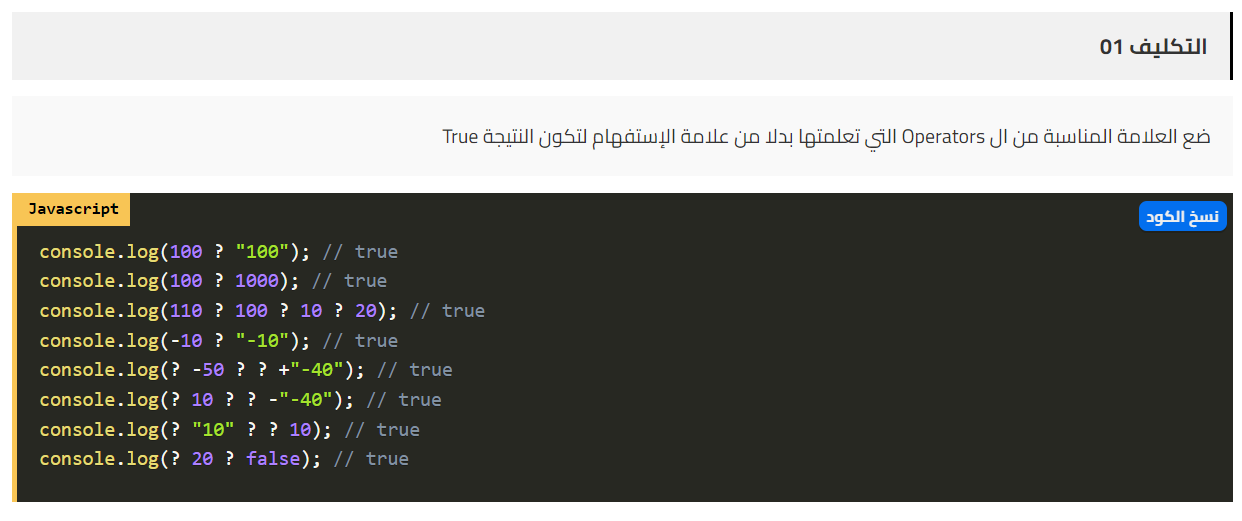 التكليف 01
ضع العلامة المناسبة من ال Operators التي تعلمتها بدلا من علامة الإستفهام لتكون النتيجة True
Javascript
نسخ الكود
console.log(100 ? "100"); // true
console.log(100 ? 1000); // true
console.log(110 ? 100 ? 10 ? 20); // true
console.log(-10 ? "-10"); // true
console.log(? -50 ? ? +"-40"); // true
console.log(? 10 ? ? -"-40"); // true
console.log(? "10" ? ? 10); // true
console.log(? 20 ? false); // true